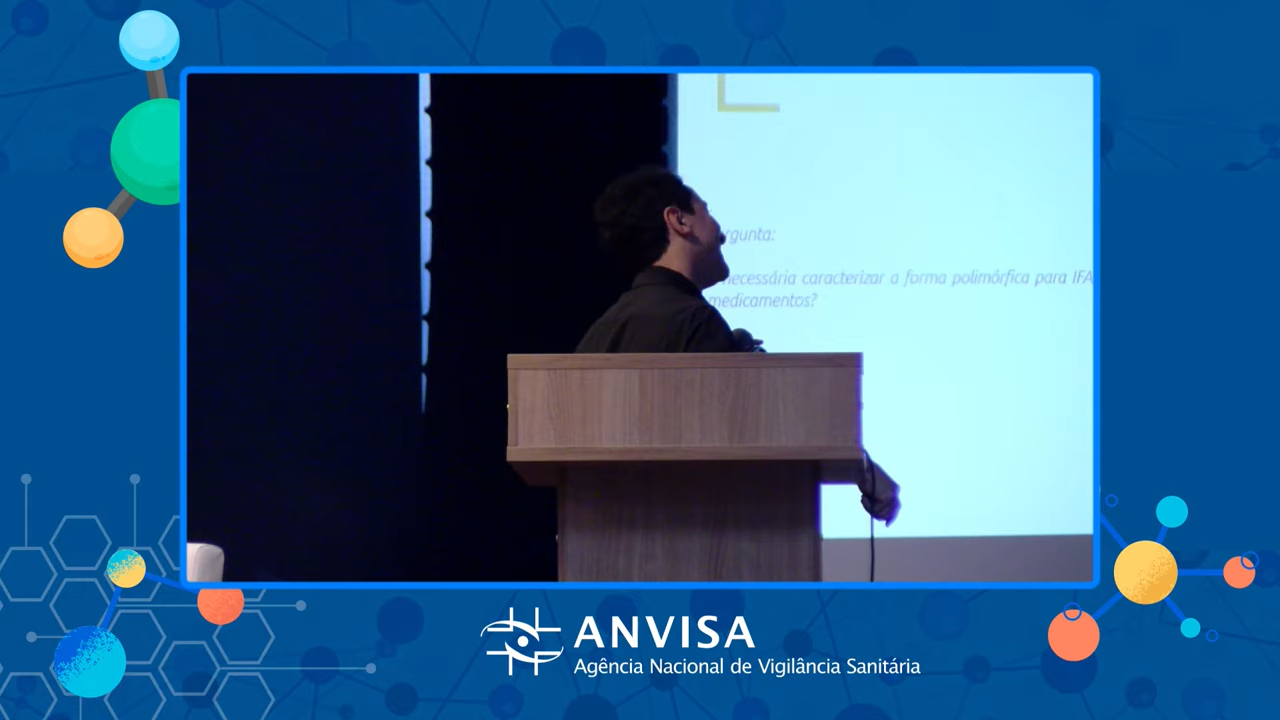 rgunta:
necessária caracterizar a forma polimórfica para IFA
medicamentos?
ANVISA
Agência Nacional de Vigilância Sanitária